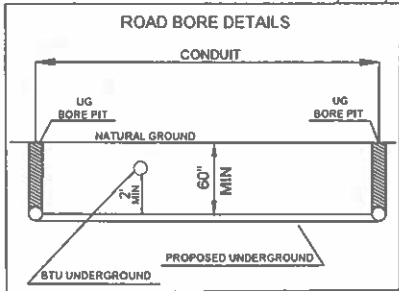 ROAD BORE DETAILS
CONDUIT
UG
BORE PIT
UG
BORE PIT
NATURAL GROUND
60"
MIN
2'
MIN
PROPOSED UNDERGROUND
BTU UNDERGROUND